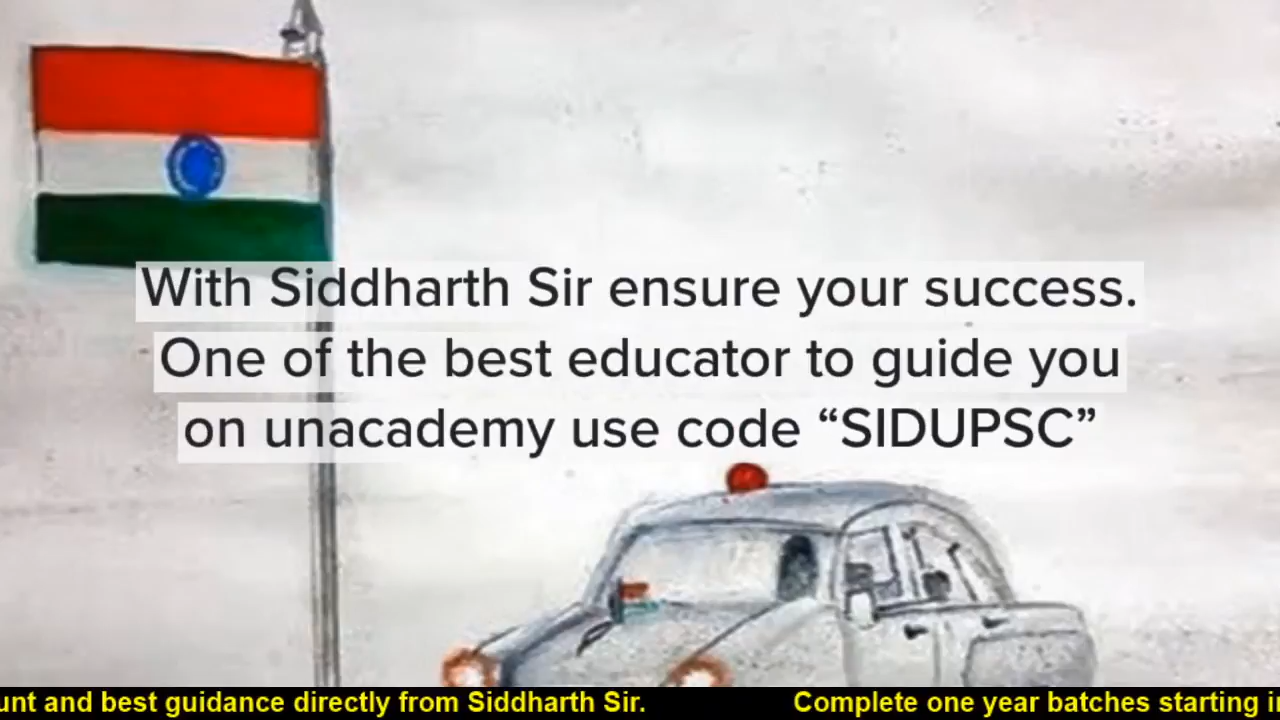 With Siddharth Sir ensure your success.
One of the best educator to guide you
on unacademy use code “SIDUPSC”
and best guidance directly from Siddharth Sir. Complete one year batches starting